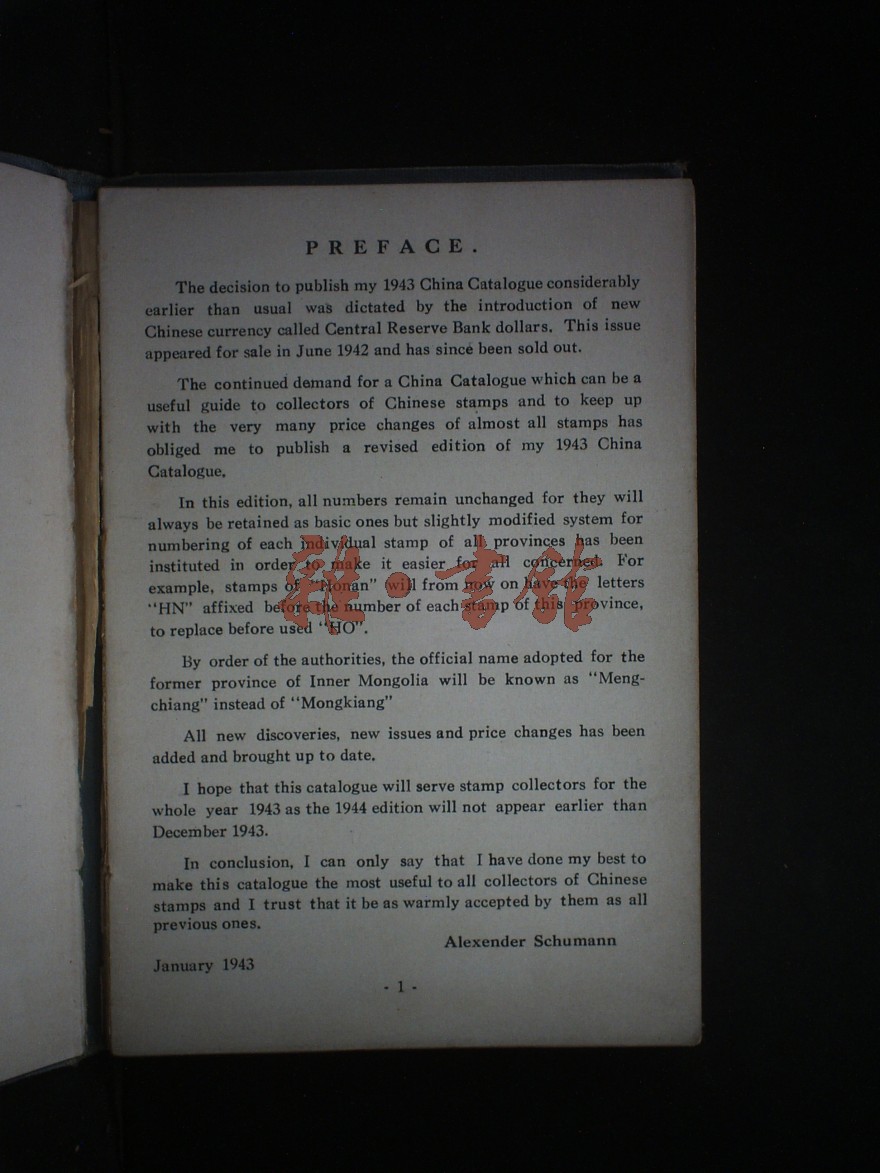 PREFACE.
The decision to publish my 1943 China Catalogue considerably
earlier than usual was dictated by the introduction of new
Chinese currency called Central Reserve Bank dollars. This issue
appeared for sale in June 1942 and has since been sold out.
The continued demand for a China Catalogue which can be a
useful guide to collectors of Chinese stamps and to keep up
with the very many price changes of almost all stamps has
obliged me to publish a revised edition of my 1943 China
Catalogue.
In this edition, all numbers remain unchanged for they will
always be retained as basic ones but slightly modified system for
numbering of each individual stamp of all provinces has been
instituted in order to make it easier for all concerned. For
example, stamps of "Honan" will from now on have the letters
"HN" affixed before the number of each stamp of this province,
to replace before used "HO".
By order of the authorities, the official name adopted for the
former province of Inner Mongolia will be known as "Meng-
chiang" instead of "Mongkiang"
All new discoveries, new issues and price changes has been
added and brought up to date.
I hope that this catalogue will serve stamp collectors for the
whole year 1943 as the 1944 edition will not appear earlier than
December 1943.
In conclusion, I can only say that I have done my best to
make this catalogue the most useful to all collectors of Chinese
stamps and I trust that it be as warmly accepted by them as all
previous ones.
Alexender Schumann
January 1943
- 1 -
雜·書館